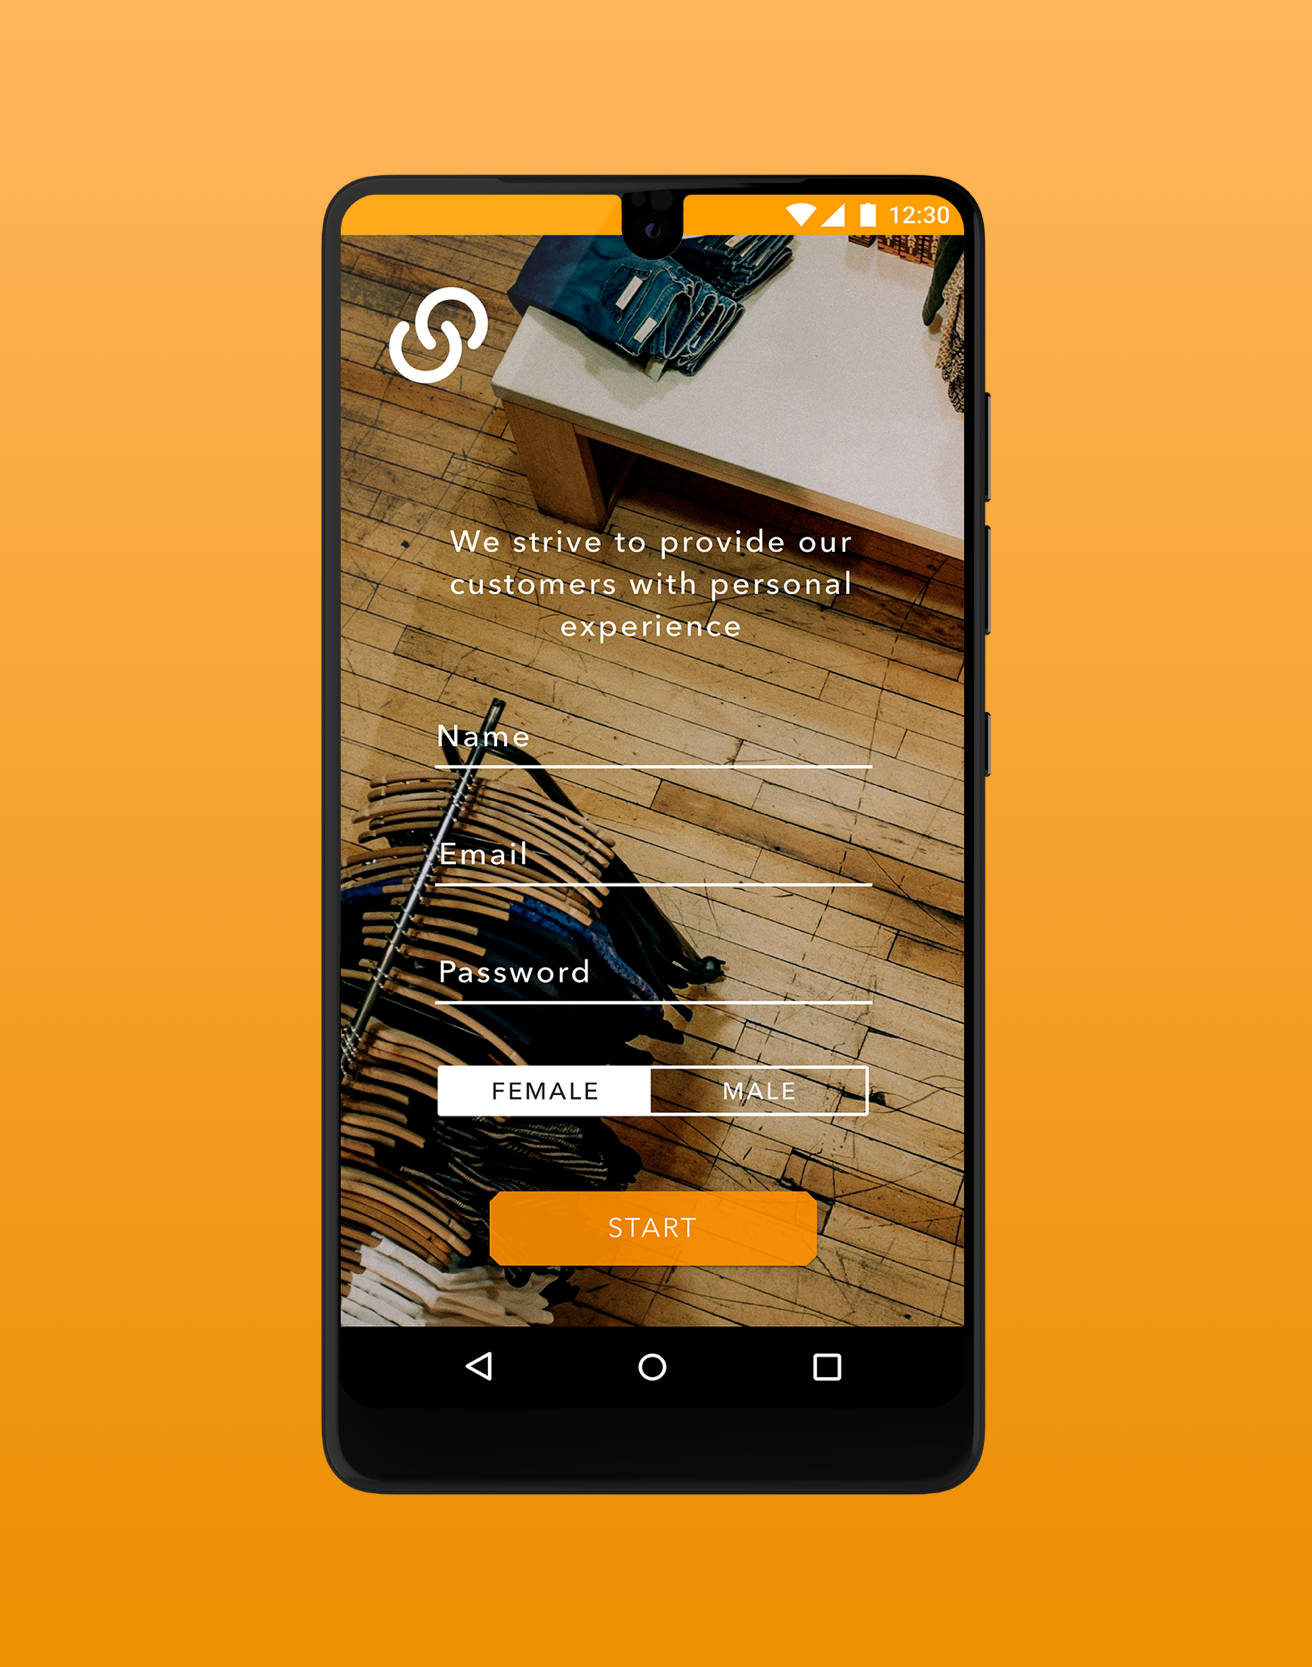 12:30
We strive to provide our
customers with personal
experience
Name
Email
Password
FEMALE
MALE
START